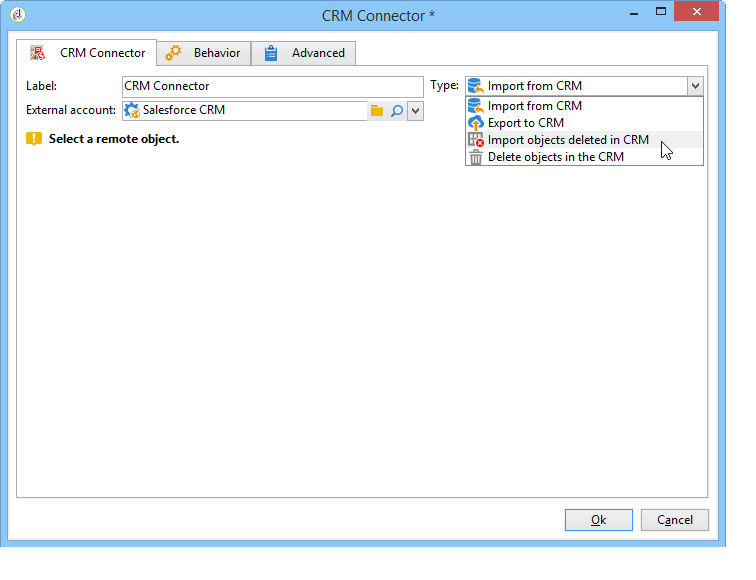 CRM Connector *
CRM Connector Behavior Advanced
Label: CRM Connector Type: Import from CRM
External account: Salesforce CRM Import from CRM
Export to CRM
Select a remote object. Import objects deleted in CRM
Delete objects in the CRM
Ok Cancel